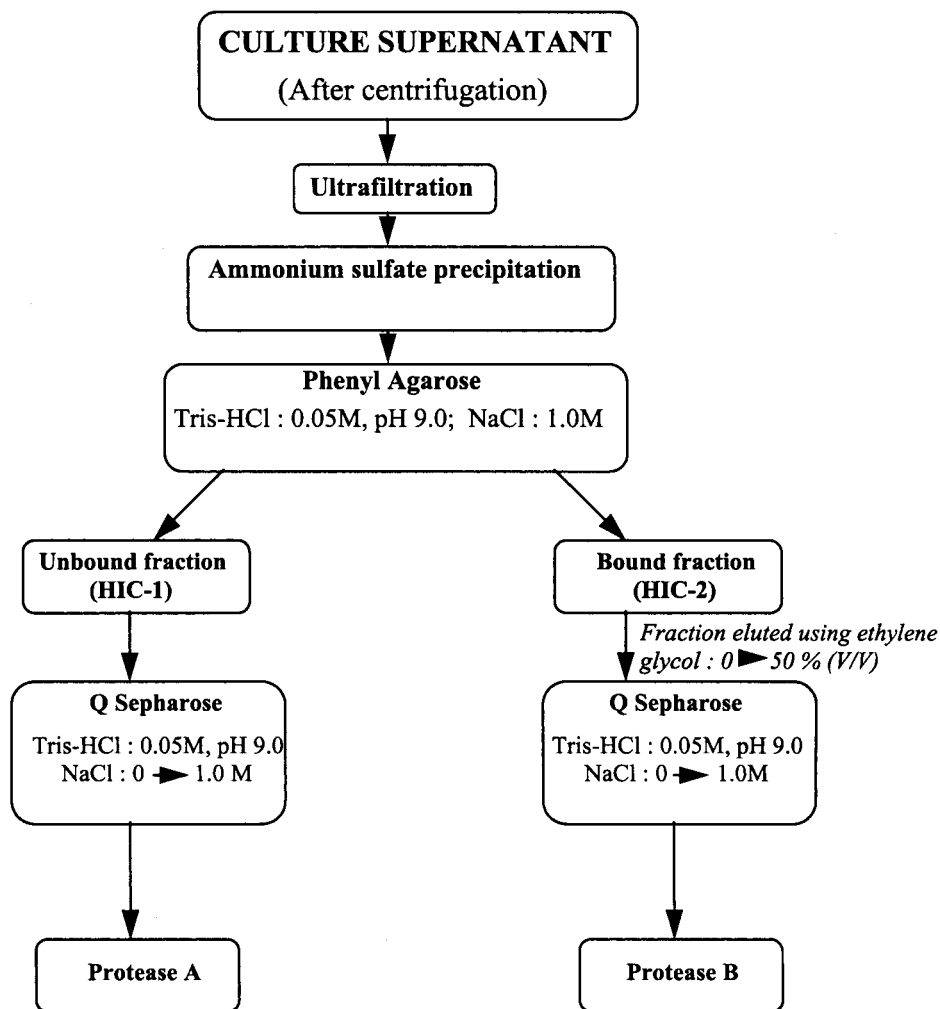 CULTURE SUPERNATANT
(After centrifugation)
Ultrafiltration
Ammonium sulfate precipitation
Phenyl Agarose
Tris-HCl : 0.05M, pH 9.0; NaCl : 1.0M
Unbound fraction
(HIC-1)
Bound fraction
(HIC-2)
Fraction eluted using ethylene
glycol : 0 ► 50 % (V/V)
Q Sepharose
Tris-HCl : 0.05M, pH 9.0
NaCl : 0 → 1.0 M
Q Sepharose
Tris-HCl : 0.05M, pH 9.0
NaCl : 0 → 1.0M
Protease A
Protease B